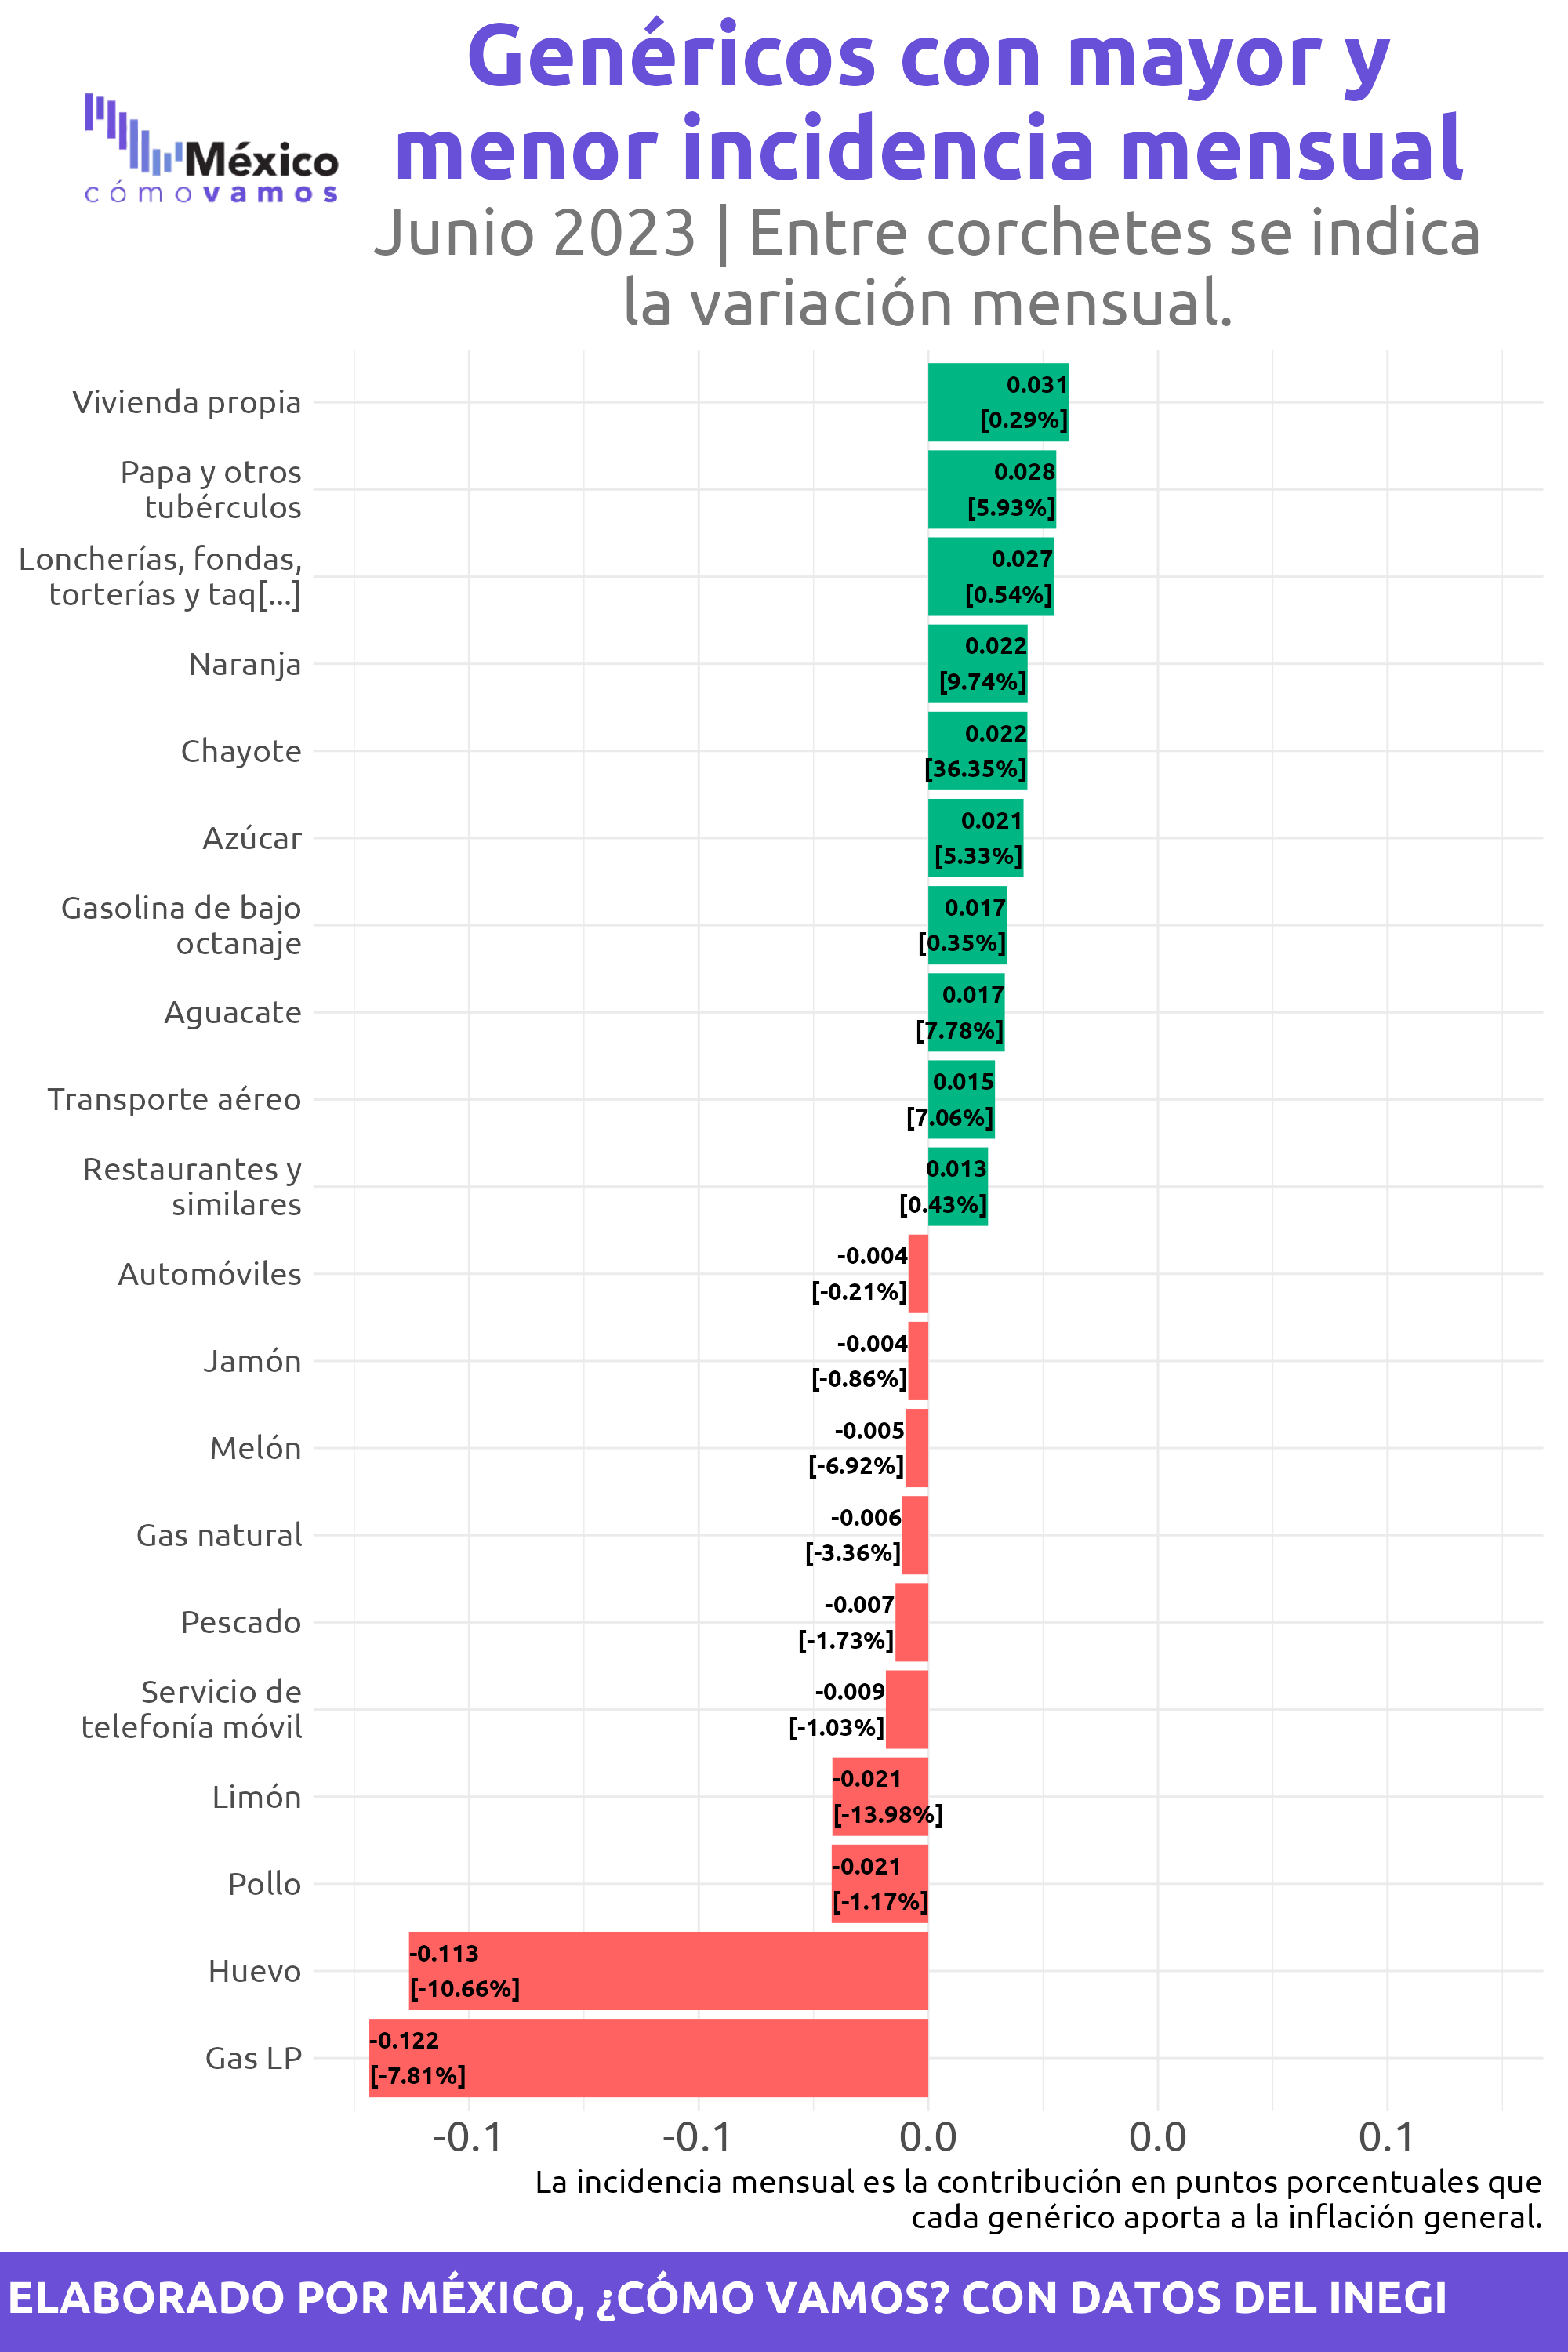 Genéricos con mayor y
menor incidencia mensual
México
cómovamos
Junio 2023 | Entre corchetes se indica
la variación mensual.
Vivienda propia
0.031
[0.29%]
Papa y otros
tubérculos
0.028
[5.93%]
Loncherías, fondas,
torterías y taq[...]
0.027
[0.54%]
Naranja
0.022
[9.74%]
Chayote
0.022
[36.35%]
Azúcar
0.021
[5.33%]
Gasolina de bajo
octanaje
0.017
[0.35%]
Aguacate
0.017
[7.78%]
Transporte aéreo
0.015
[7.06%]
Restaurantes y
similares
0.013
[0.43%]
Automóviles
-0.004
[-0.21%]
Jamón
-0.004
[-0.86%]
Melón
-0.005
[-6.92%]
Gas natural
-0.006
[-3.36%]
Pescado
-0.007
[-1.73%]
Servicio de
telefonía móvil
-0.009
[-1.03%]
Limón
-0.021
[-13.98%]
Pollo
-0.021
[-1.17%]
Huevo
-0.113
[-10.66%]
Gas LP
-0.122
[-7.81%]
-0.1 -0.1 0.0 0.0 0.1
La incidencia mensual es la contribución en puntos porcentuales que
cada genérico aporta a la inflación general.
ELABORADO POR MÉXICO, ¿CÓMO VAMOS? CON DATOS DEL INEGI